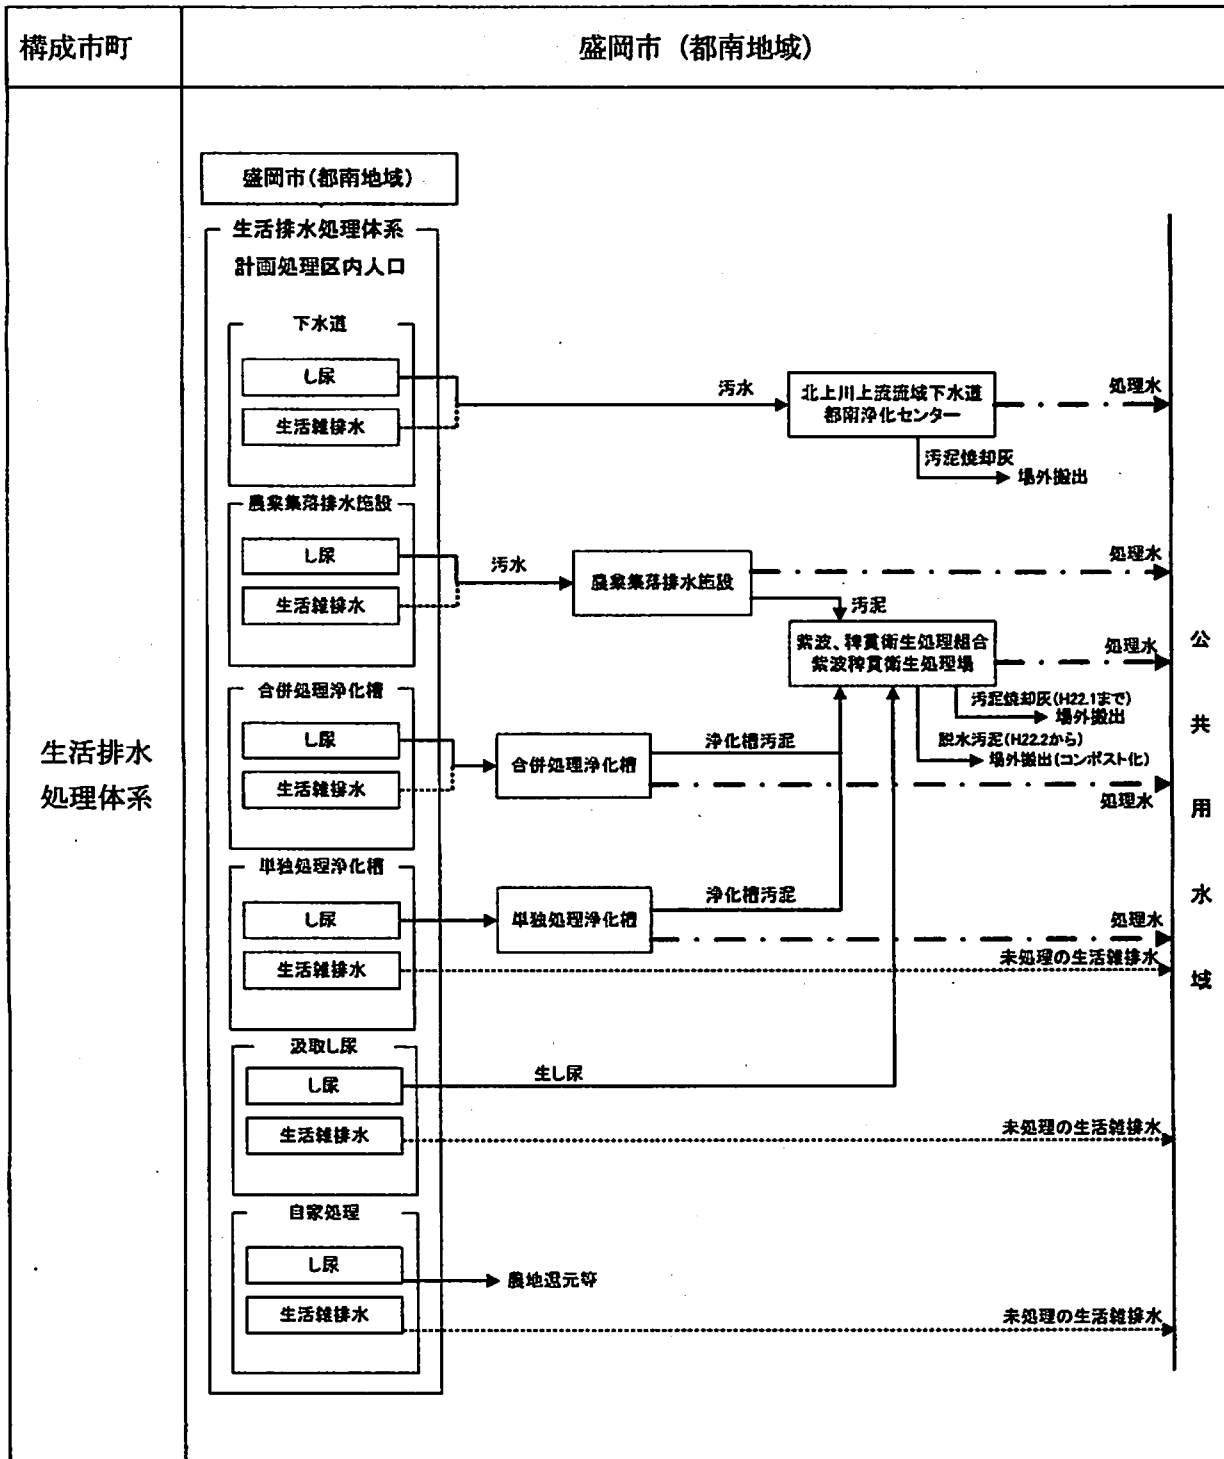 構成市町
盛岡市（都南地域）
生活排水
処理体系
盛岡市(都南地域)
生活排水処理体系
計画処理区内人口
下水道
し尿
生活雑排水
汚水
北上川上流流域下水道
都南浄化センター
処理水
汚泥焼却灰
場外搬出
農業集落排水施設
し尿
生活雑排水
汚水
農業集落排水施設
処理水
汚泥
紫波、稗貫衛生処理組合
紫波稗貫衛生処理場
処理水
汚泥焼却灰(H22.1まで)
場外搬出
脱水汚泥(H22.2から)
場外搬出(コンポスト化)
合併処理浄化槽
し尿
生活雑排水
合併処理浄化槽
浄化槽汚泥
処理水
単独処理浄化槽
し尿
生活雑排水
単独処理浄化槽
浄化槽汚泥
処理水
未処理の生活雑排水
汲取し尿
し尿
生活雑排水
生し尿
未処理の生活雑排水
自家処理
し尿
生活雑排水
農地還元等
未処理の生活雑排水
公共用水域